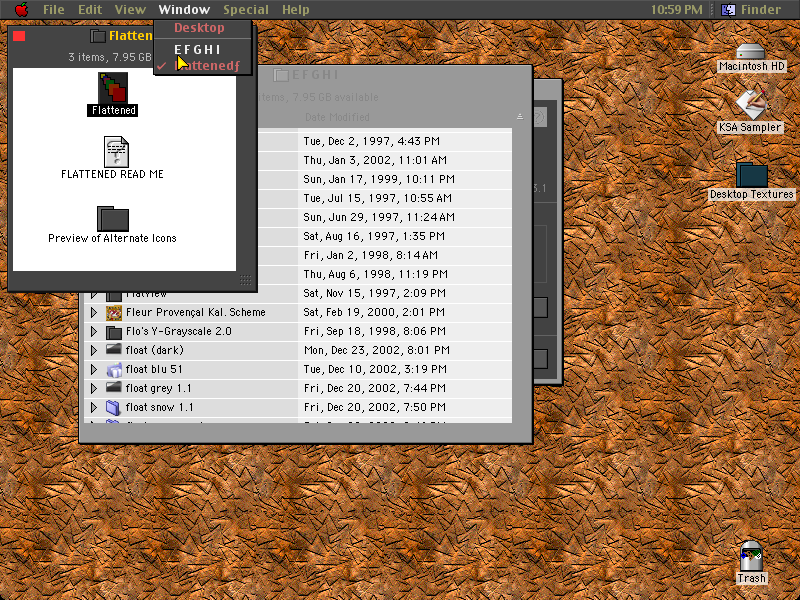 File Edit View Window Special Help 10:59 PM Finder
Desktop
E F G H I
Flattenedf
Flatten
3 items, 7.95 GB
Flattened
FLATTENED READ ME
Preview of Alternate Icons
E F G H I
items, 7.95 GB available
Date Modified
Tue, Dec 2, 1997, 4:43 PM
Thu, Jan 3, 2002, 11:01 AM
Sun, Jan 17, 1999, 10:11 PM
Tue, Jul 15, 1997, 10:55 AM
Sun, Jun 29, 1997, 11:24 AM
Sat, Aug 16, 1997, 1:35 PM
Fri, Jan 2, 1998, 8:14 AM
Thu, Aug 6, 1998, 11:19 PM
FlatView Sat, Nov 15, 1997, 2:09 PM
Fleur Provençal Kal. Scheme Sat, Feb 19, 2000, 2:01 PM
Flo's Y-Grayscale 2.0 Fri, Sep 18, 1998, 8:06 PM
float (dark) Mon, Dec 23, 2002, 8:01 PM
float blu 51 Tue, Dec 10, 2002, 3:19 PM
float grey 1.1 Fri, Dec 20, 2002, 7:44 PM
float snow 1.1 Fri, Dec 20, 2002, 7:50 PM
5.1
Macintosh HD
KSA Sampler
Desktop Textures
Trash